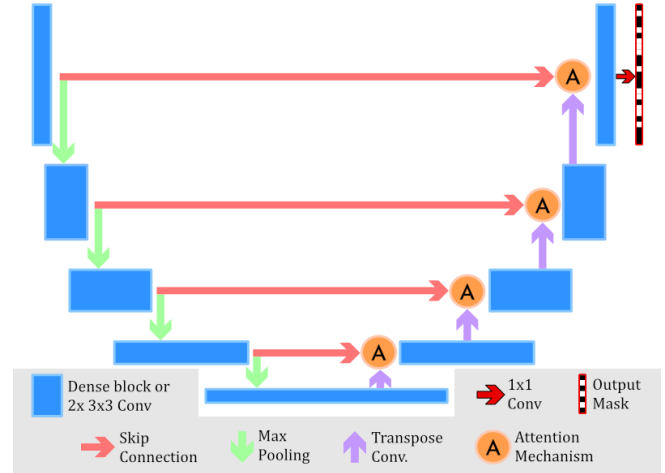 A
A
A
A
Dense block or
2x 3x3 Conv
1x1
Conv
Output
Mask
Skip
Connection
Max
Pooling
Transpose
Conv.
A
Attention
Mechanism